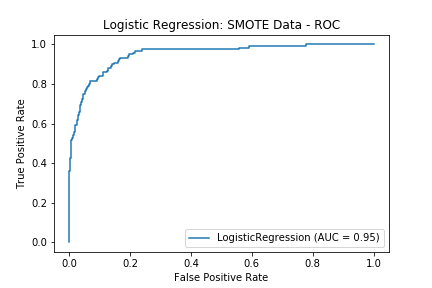 Logistic Regression: SMOTE Data - ROC
1.0
0.8
0.6
0.4
0.2
0.0
True Positive Rate
LogisticRegression (AUC = 0.95)
0.0 0.2 0.4 0.6 0.8 1.0
False Positive Rate